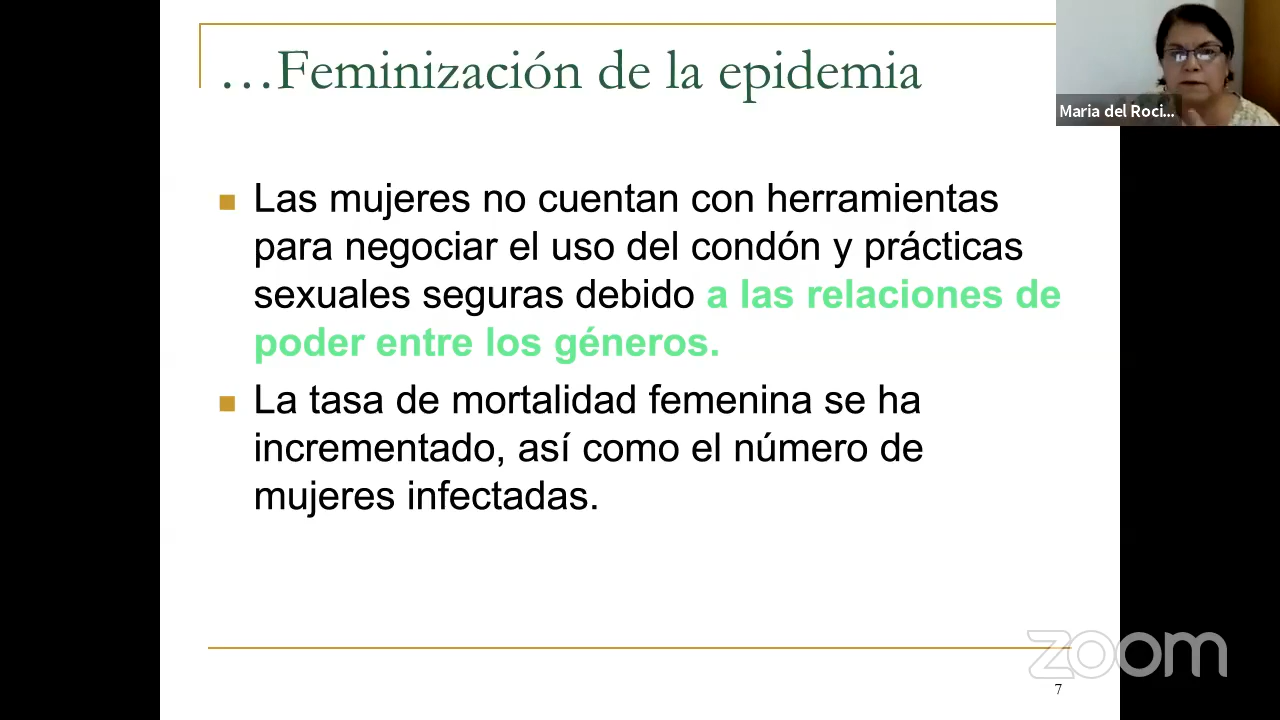 …Feminización de la epidemia
Maria del Roci...
Las mujeres no cuentan con herramientas
para negociar el uso del condón y prácticas
sexuales seguras debido a las relaciones de
poder entre los géneros.
La tasa de mortalidad femenina se ha
incrementado, así como el número de
mujeres infectadas.
zoom
7